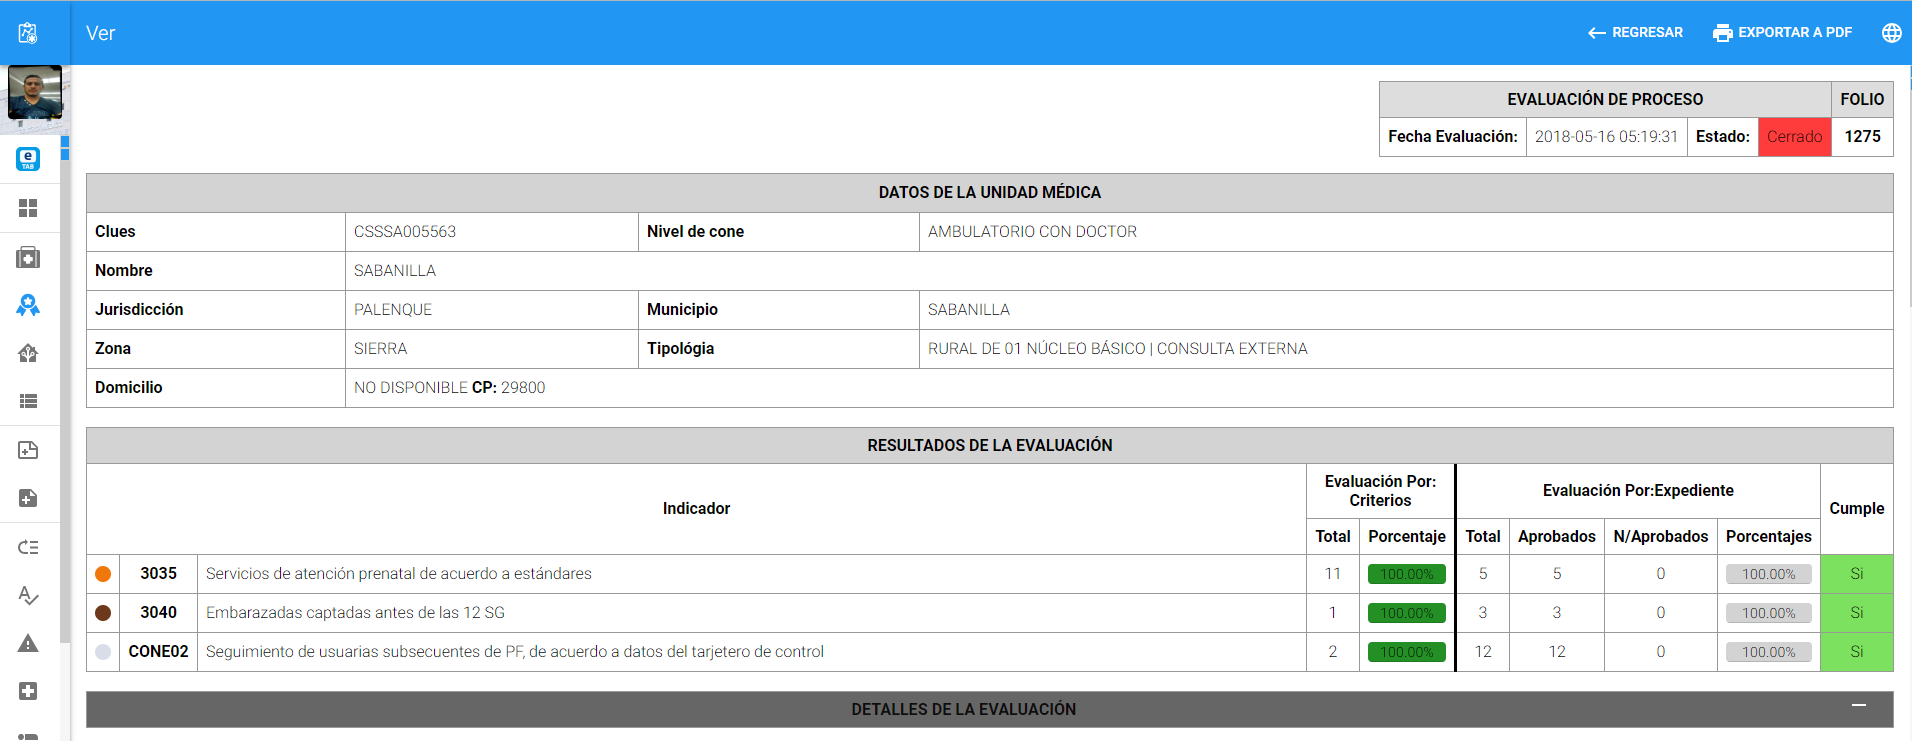 Ver
REGRESAR
EXPORTAR A PDF
e
TAB
EVALUACIÓN DE PROCESO FOLIO
Fecha Evaluación: 2018-05-16 05:19:31 Estado: Cerrado 1275
DATOS DE LA UNIDAD MÉDICA
Clues CSSSA005563 Nivel de cone AMBULATORIO CON DOCTOR
Nombre SABANILLA
Jurisdicción PALENQUE Municipio SABANILLA
Zona SIERRA Tipológia RURAL DE 01 NÚCLEO BÁSICO | CONSULTA EXTERNA
Domicilio NO DISPONIBLE CP: 29800
RESULTADOS DE LA EVALUACIÓN
Indicador
Evaluación Por:
Criterios
Evaluación Por:Expediente
Cumple
Total Porcentaje Total Aprobados N/Aprobados Porcentajes
3035 Servicios de atención prenatal de acuerdo a estándares 11 100.00% 5 5 0 100.00% Si
3040 Embarazadas captadas antes de las 12 SG 1 100.00% 3 3 0 100.00% Si
CONE02 Seguimiento de usuarias subsecuentes de PF, de acuerdo a datos del tarjetero de control 2 100.00% 12 12 0 100.00% Si
DETALLES DE LA EVALUACIÓN